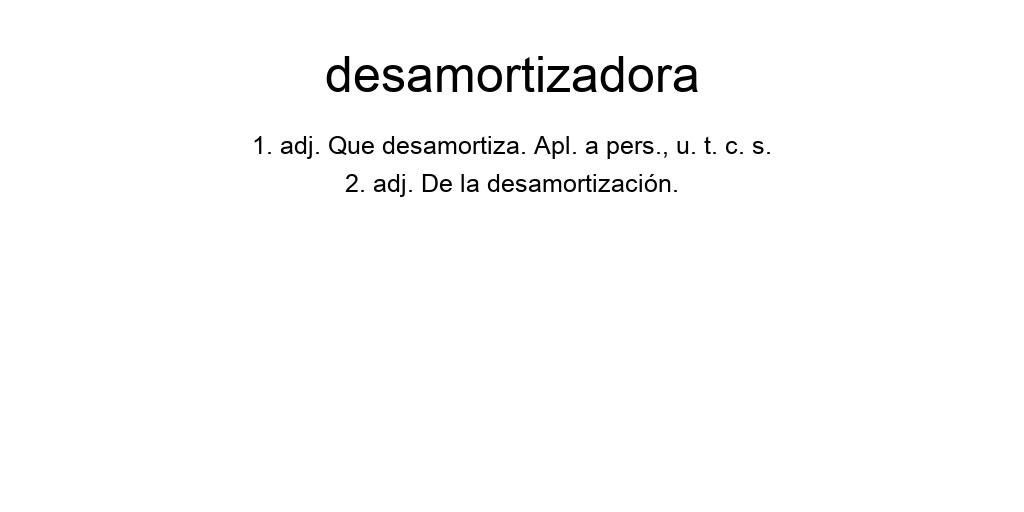 desamortizadora
1. adj. Que desamortiza. Apl. a pers., u. t. c. s.
2. adj. De la desamortización.